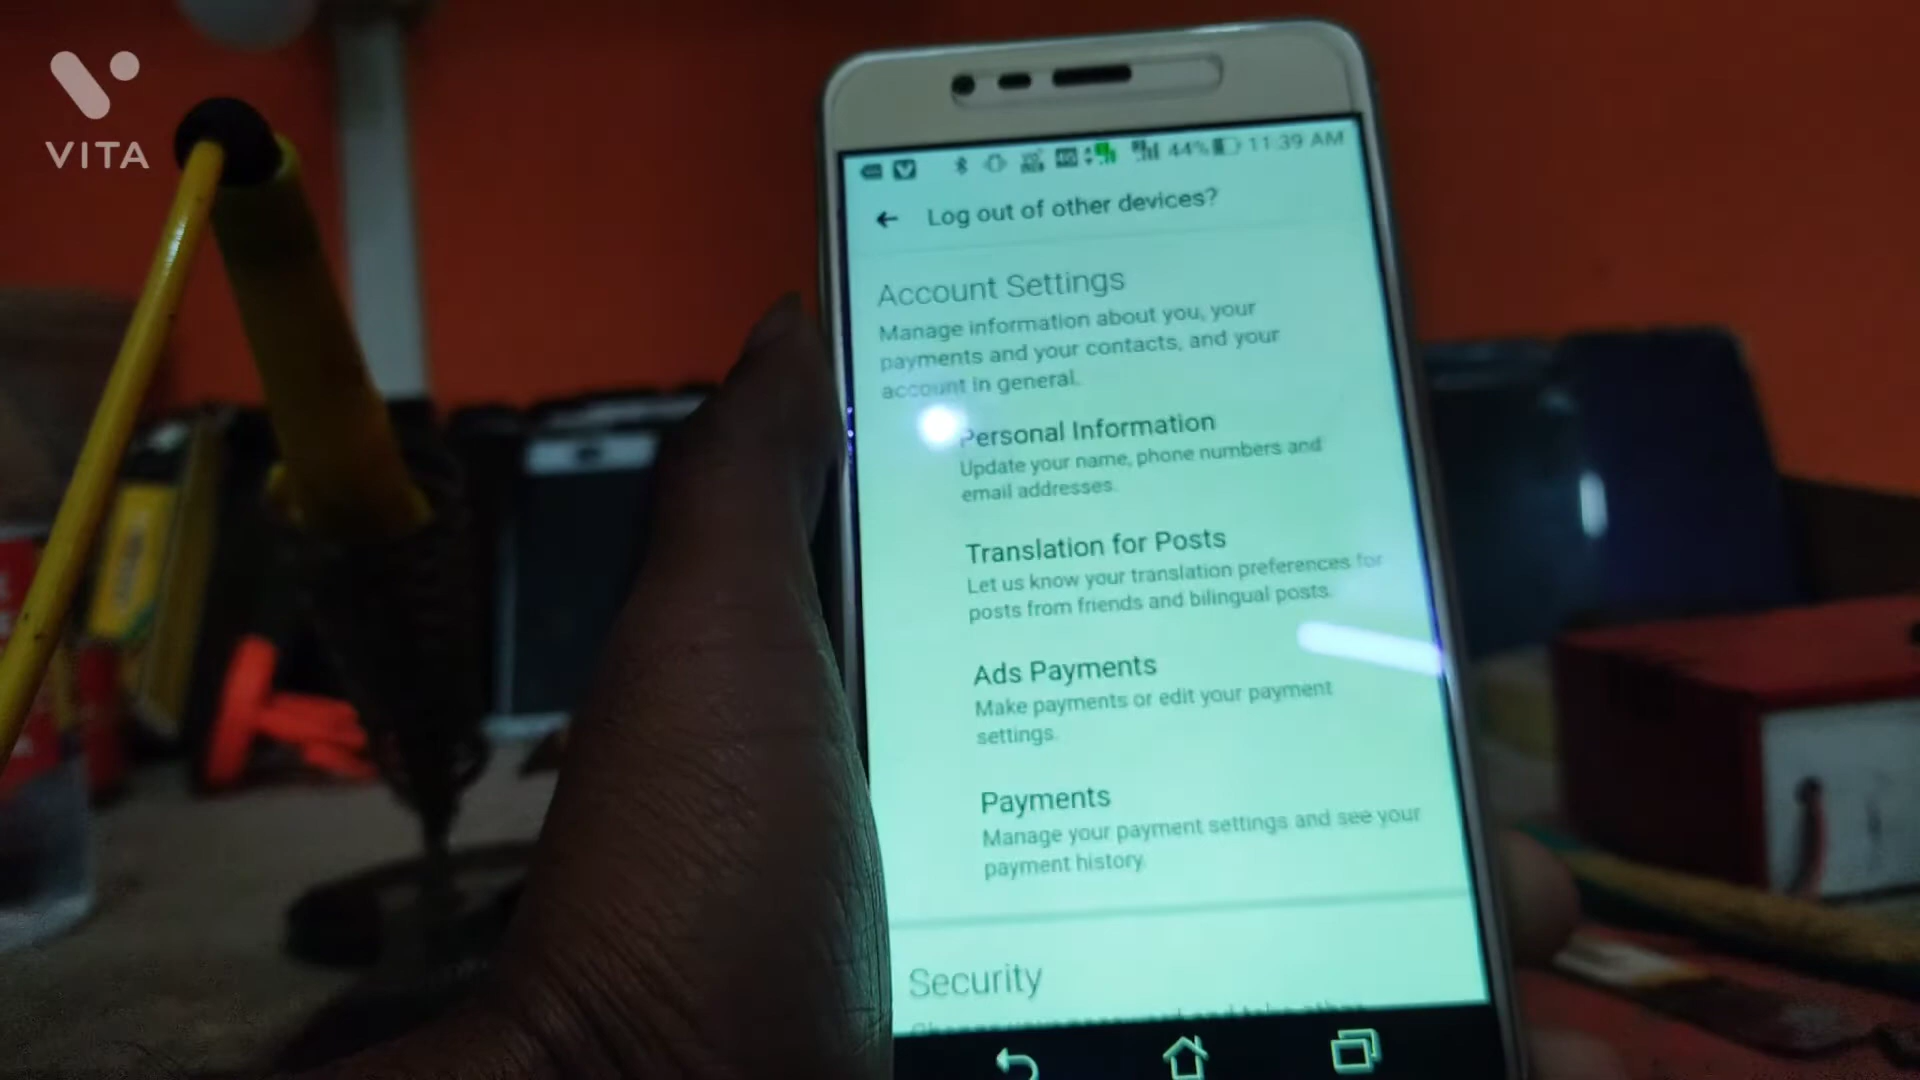 VITA
44% 11:39 AM
Log out of other devices?
Account Settings
Manage information about you, your
payments and your contacts, and your
account in general.
Personal Information
Update your name, phone numbers and
email addresses.
Translation for Posts
Let us know your translation preferences for
posts from friends and bilingual posts.
Ads Payments
Make payments or edit your payment
settings.
Payments
Manage your payment settings and see your
payment history.
Security